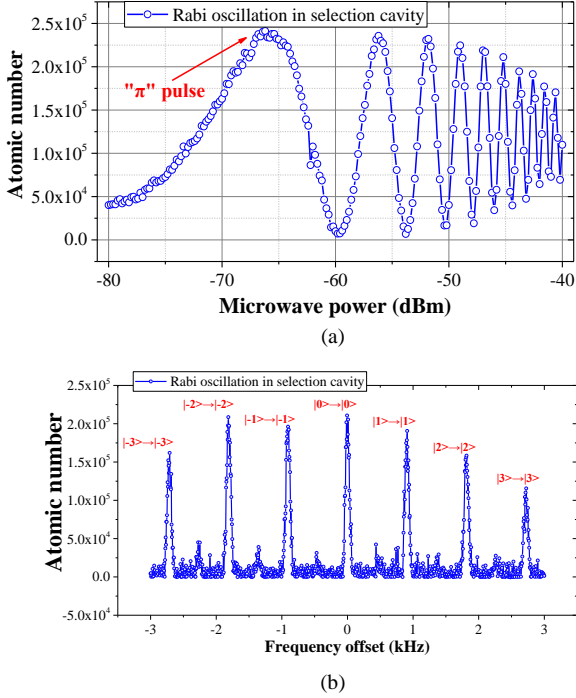 Rabi oscillation in selection cavity
2.5x10⁵
2.0x10⁵
1.5x10⁵
1.0x10⁵
5.0x10⁴
0.0
Atomic number
"π" pulse
-80 -70 -60 -50 -40
Microwave power (dBm)
(a)
Rabi oscillation in selection cavity
2.5x10⁵
2.0x10⁵
1.5x10⁵
1.0x10⁵
5.0x10⁴
0.0
-5.0x10⁴
Atomic number
|-3>→|-3>
|-2>→|-2>
|-1>→|-1>
|0>→|0>
|1>→|1>
|2>→|2>
|3>→|3>
-3 -2 -1 0 1 2 3
Frequency offset (kHz)
(b)